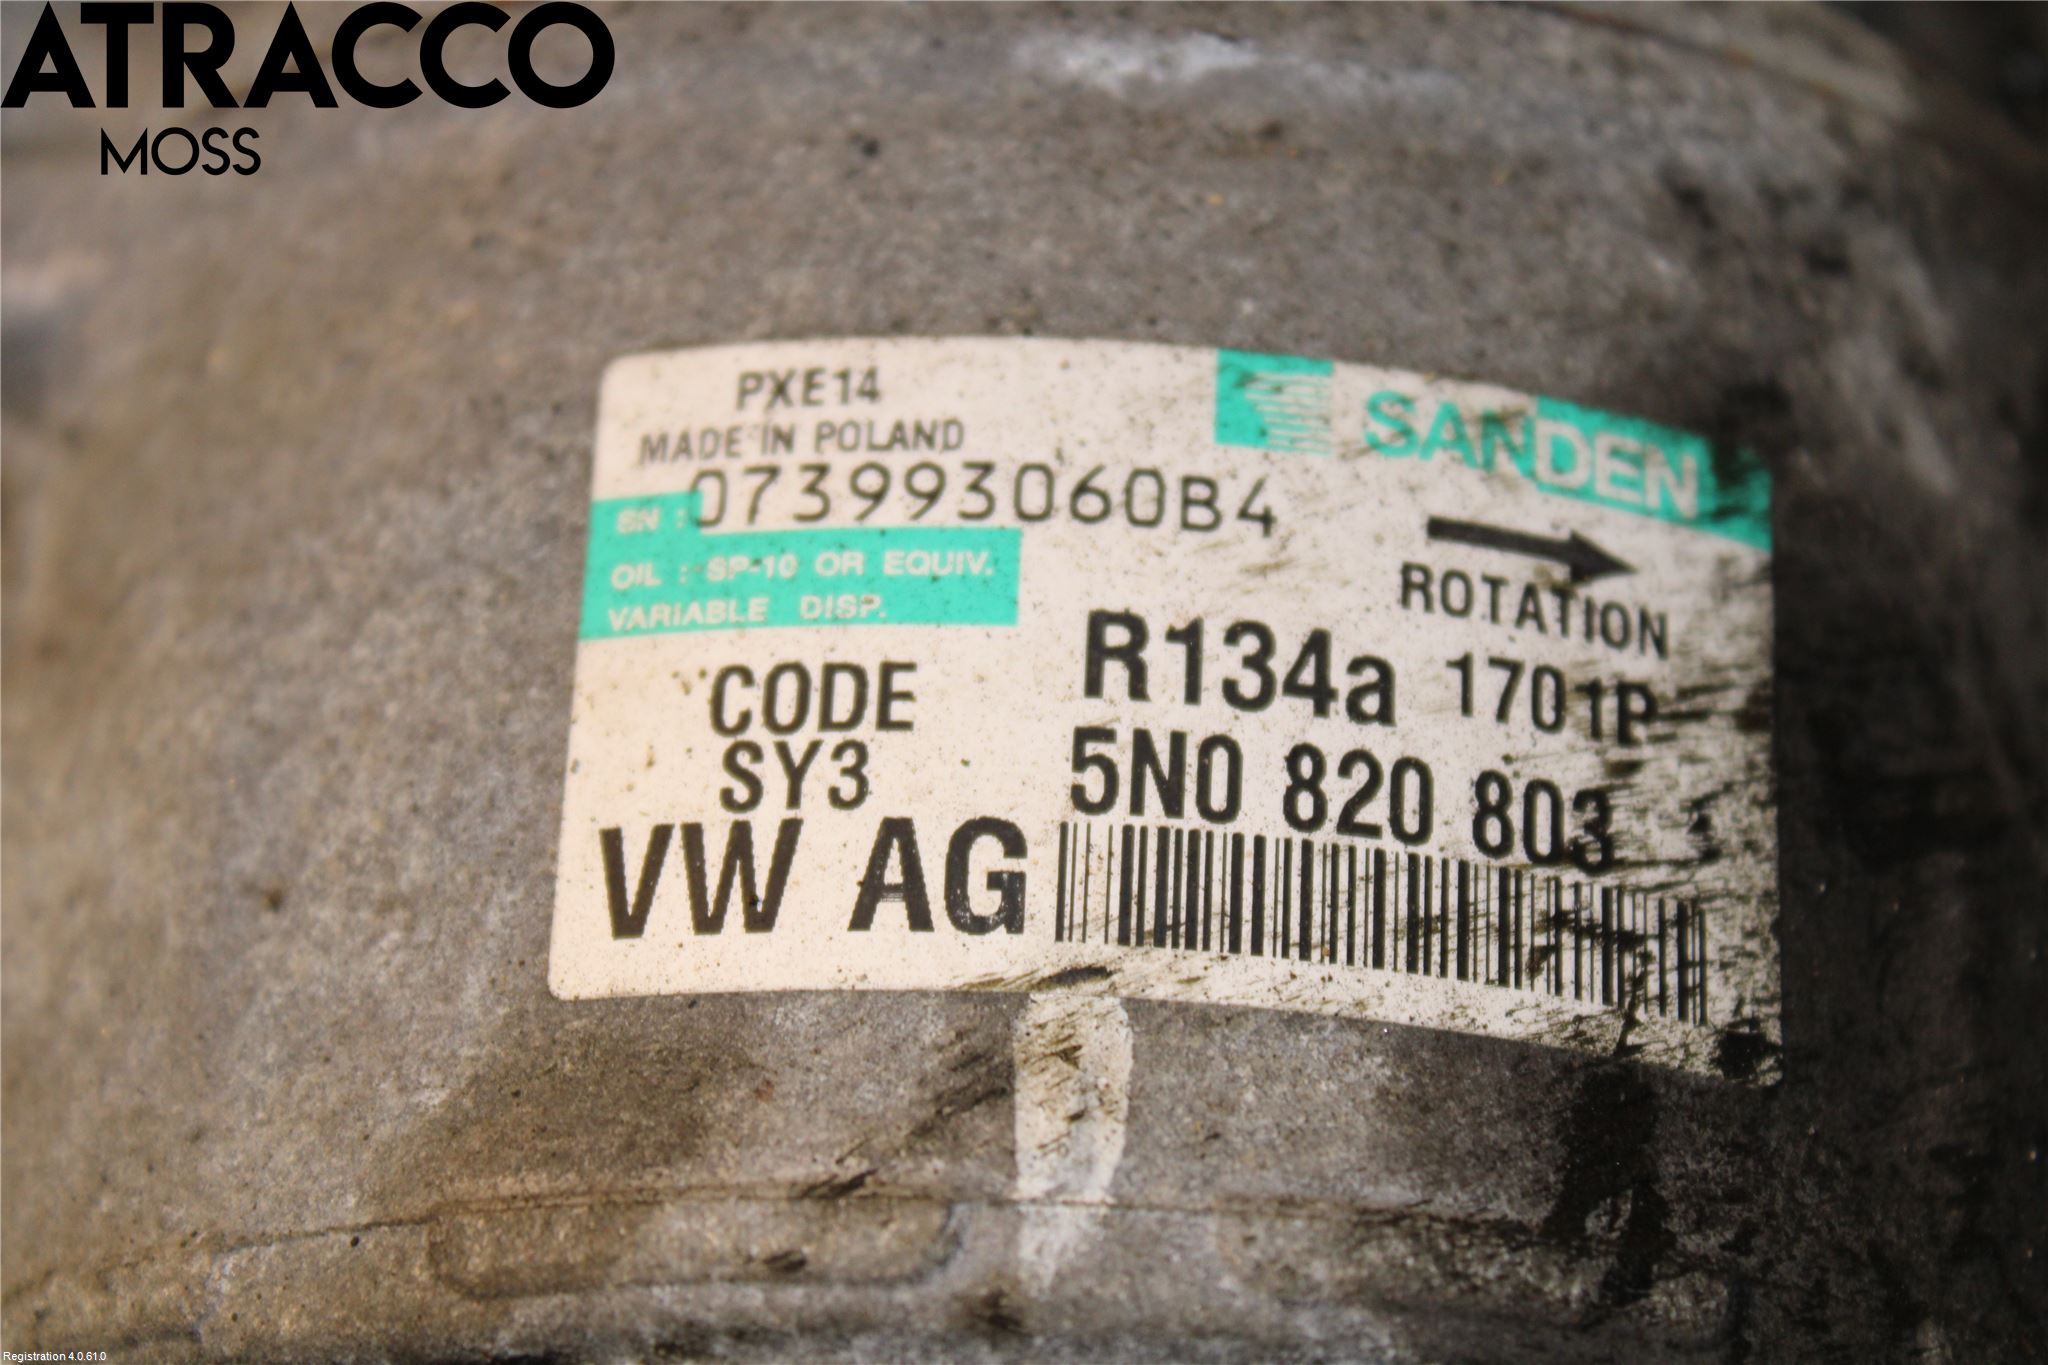 ATRACCO
MOSS
PXE14
MADE IN POLAND
SANDEN
SN : 073993060B4
OIL : SP-10 OR EQUIV.
VARIABLE DISP.
ROTATION
CODE
SY3
R134a 1701P
5N0 820 803
VW AG
Registration 4.0.61.0